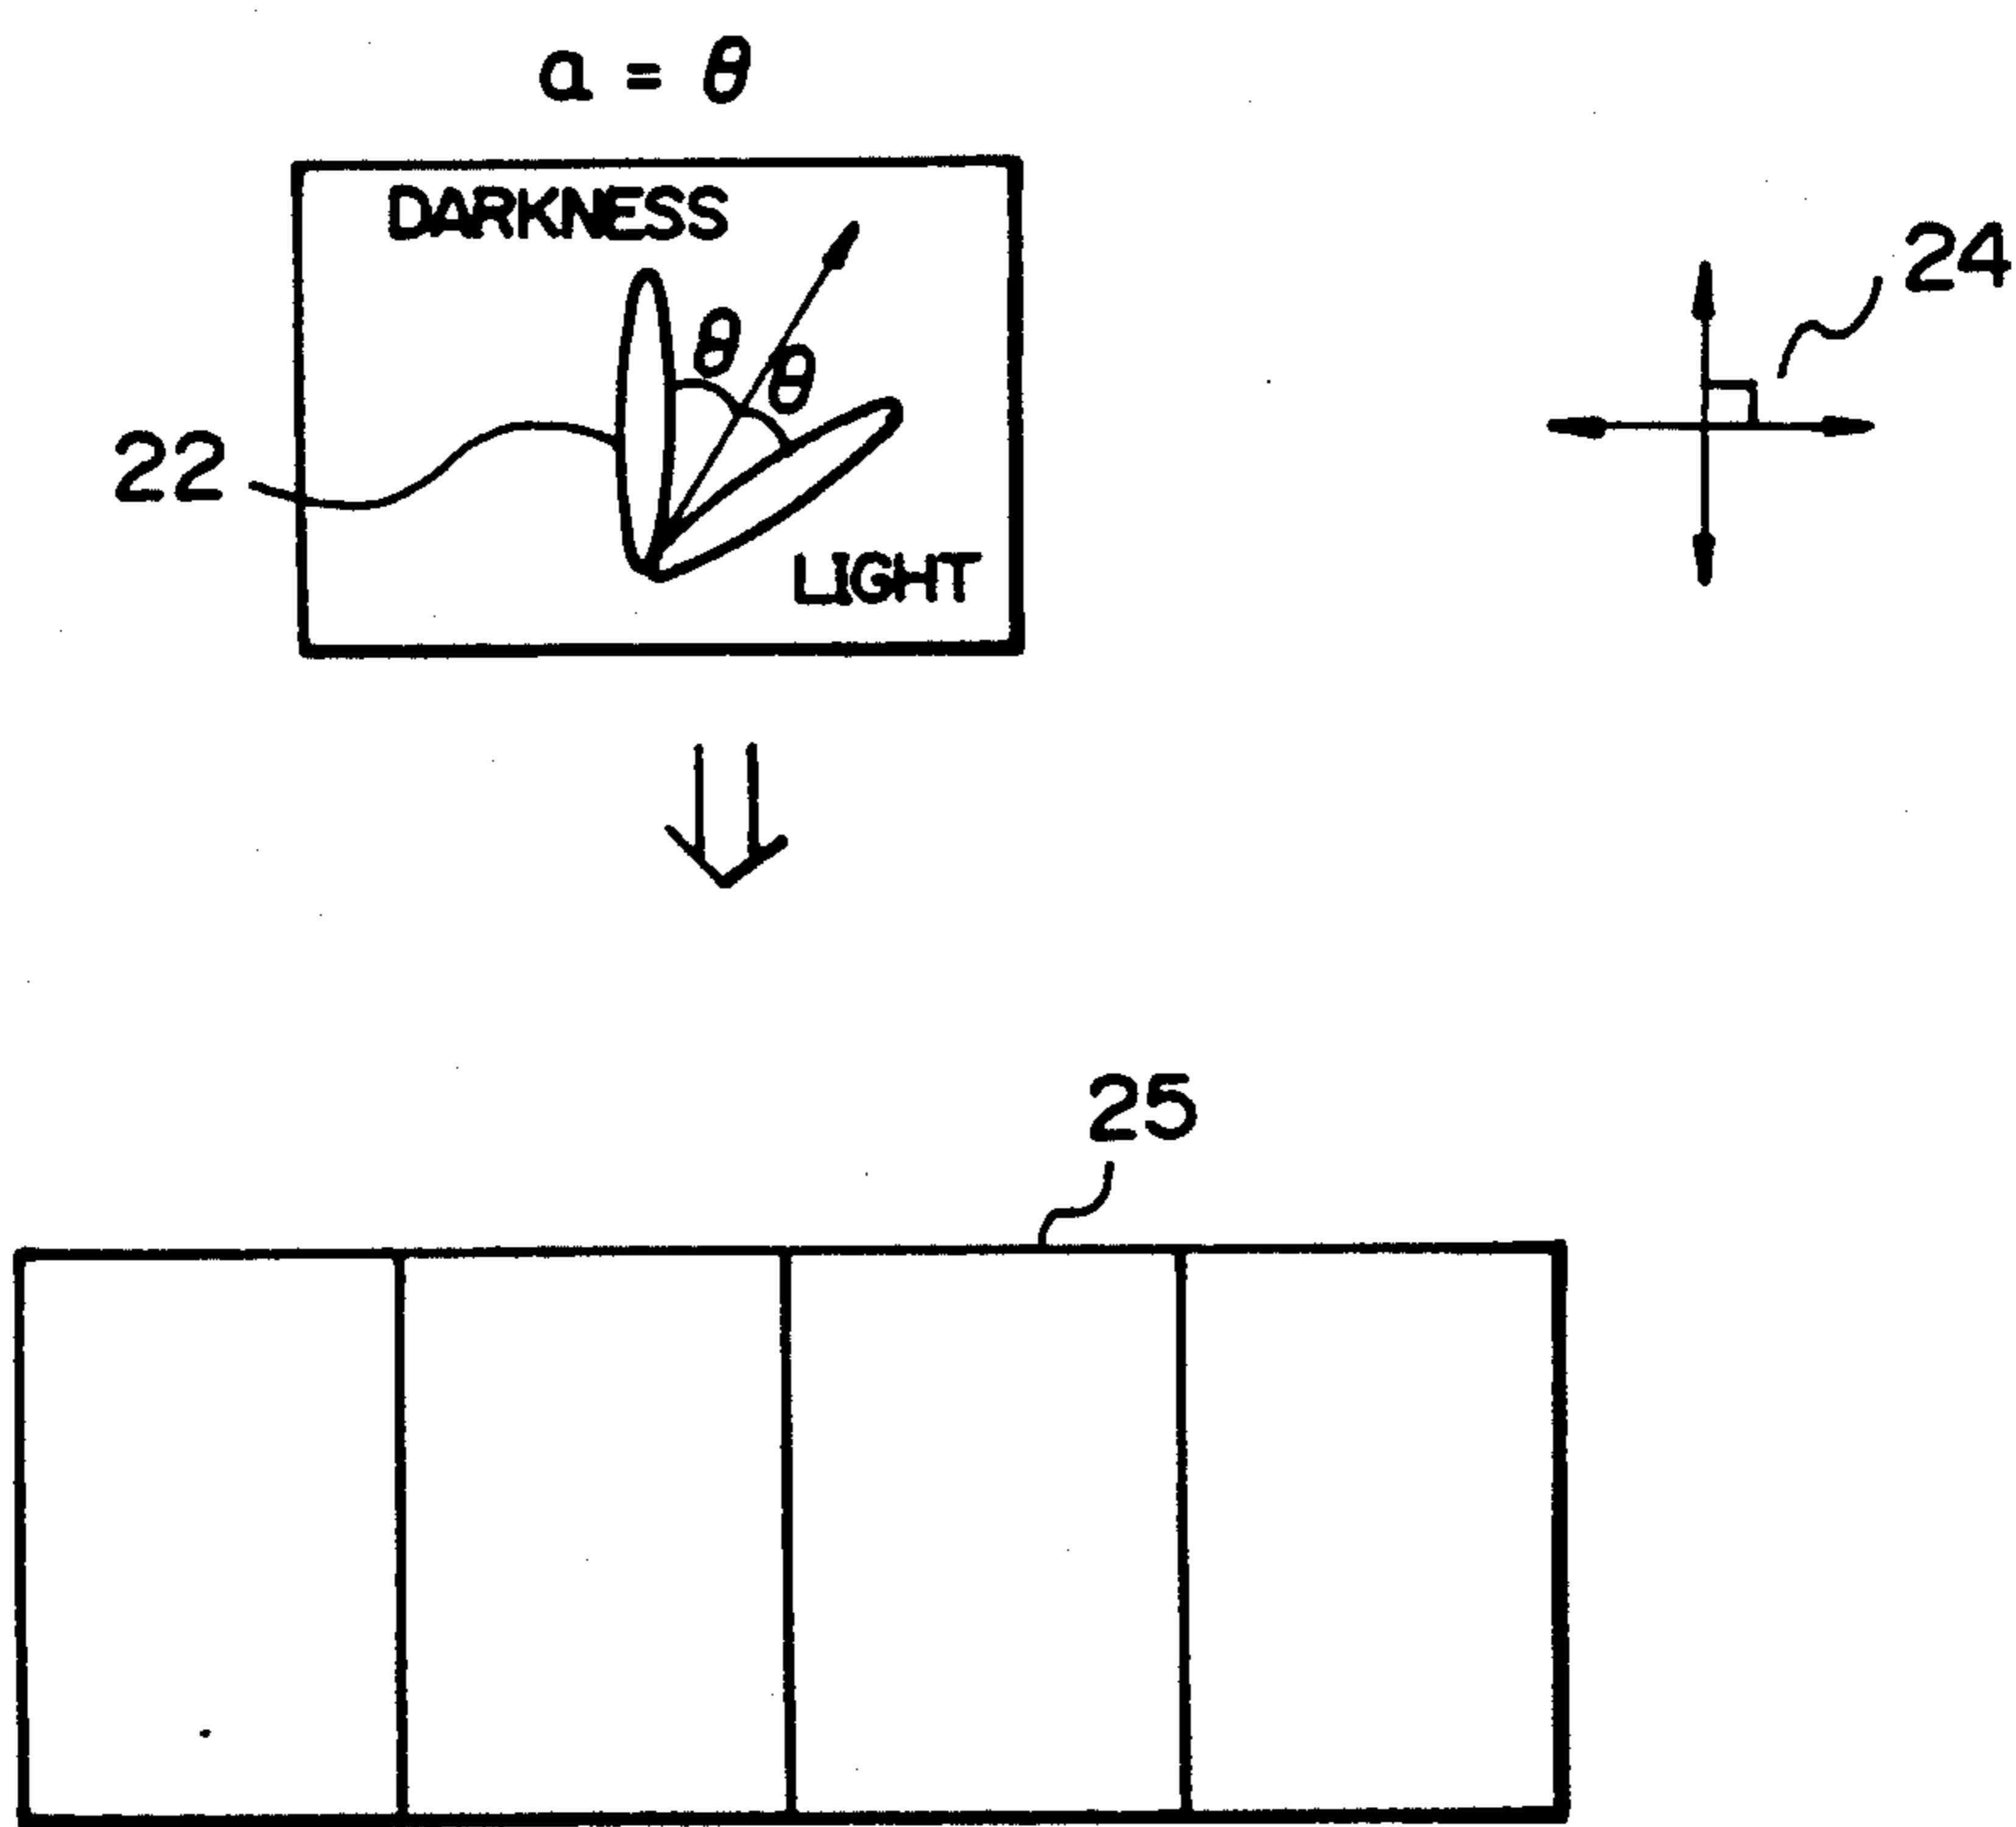 a = θ
DARKNESS
24
θ
θ
22
LIGHT
25